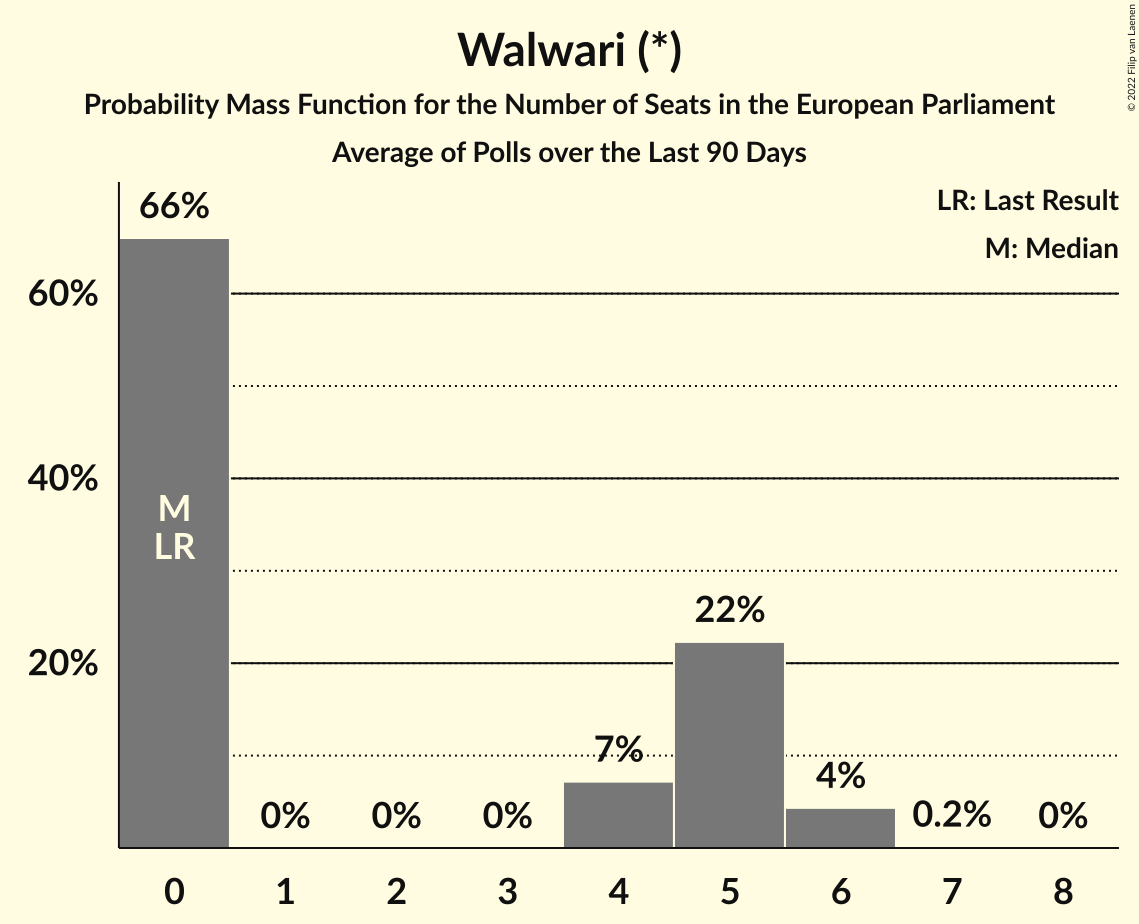 Walwari (*)
Probability Mass Function for the Number of Seats in the European Parliament
Average of Polls over the Last 90 Days
© 2022 Filip van Laenen
LR: Last Result
M: Median
66%
60%
40%
20%
M
LR
0%
0%
0%
7%
22%
4%
0.2%
0%
0 1 2 3 4 5 6 7 8